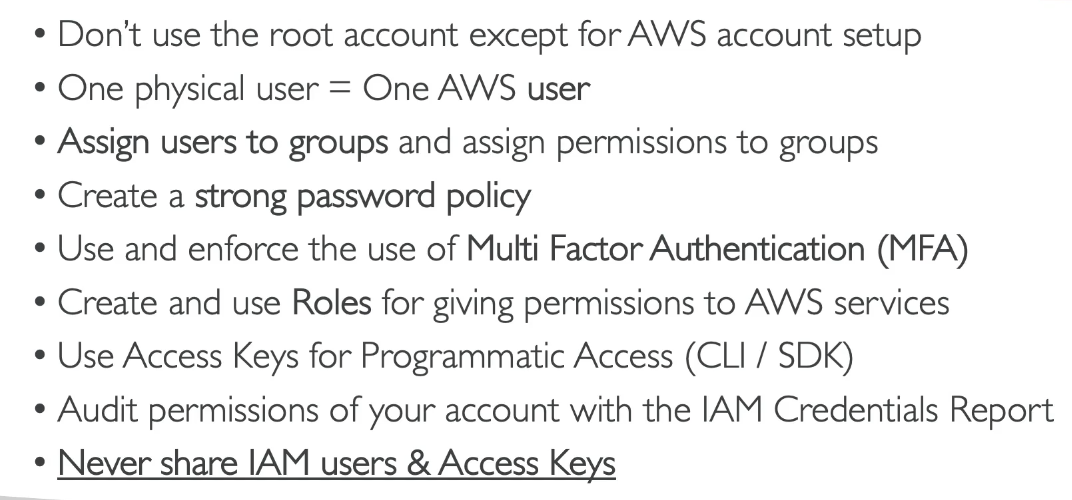 • Don't use the root account except for AWS account setup
• One physical user = One AWS user
• Assign users to groups and assign permissions to groups
• Create a strong password policy
• Use and enforce the use of Multi Factor Authentication (MFA)
• Create and use Roles for giving permissions to AWS services
• Use Access Keys for Programmatic Access (CLI / SDK)
• Audit permissions of your account with the IAM Credentials Report
• Never share IAM users & Access Keys